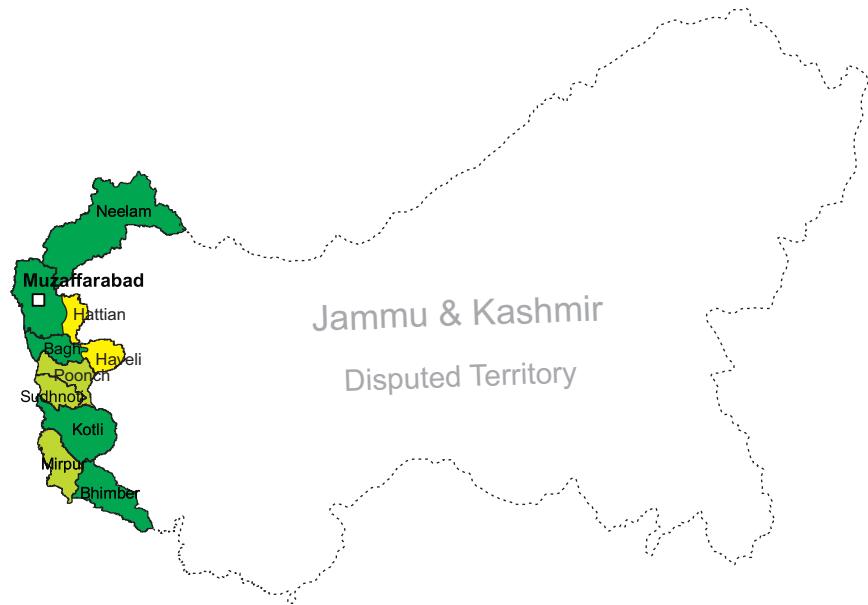 Neelam
Muzaffarabad
Hattian
Jammu & Kashmir
Bagh
Haveli
Poonch
Disputed Territory
Sudhnoti
Kotli
Mirpur
Bhimber